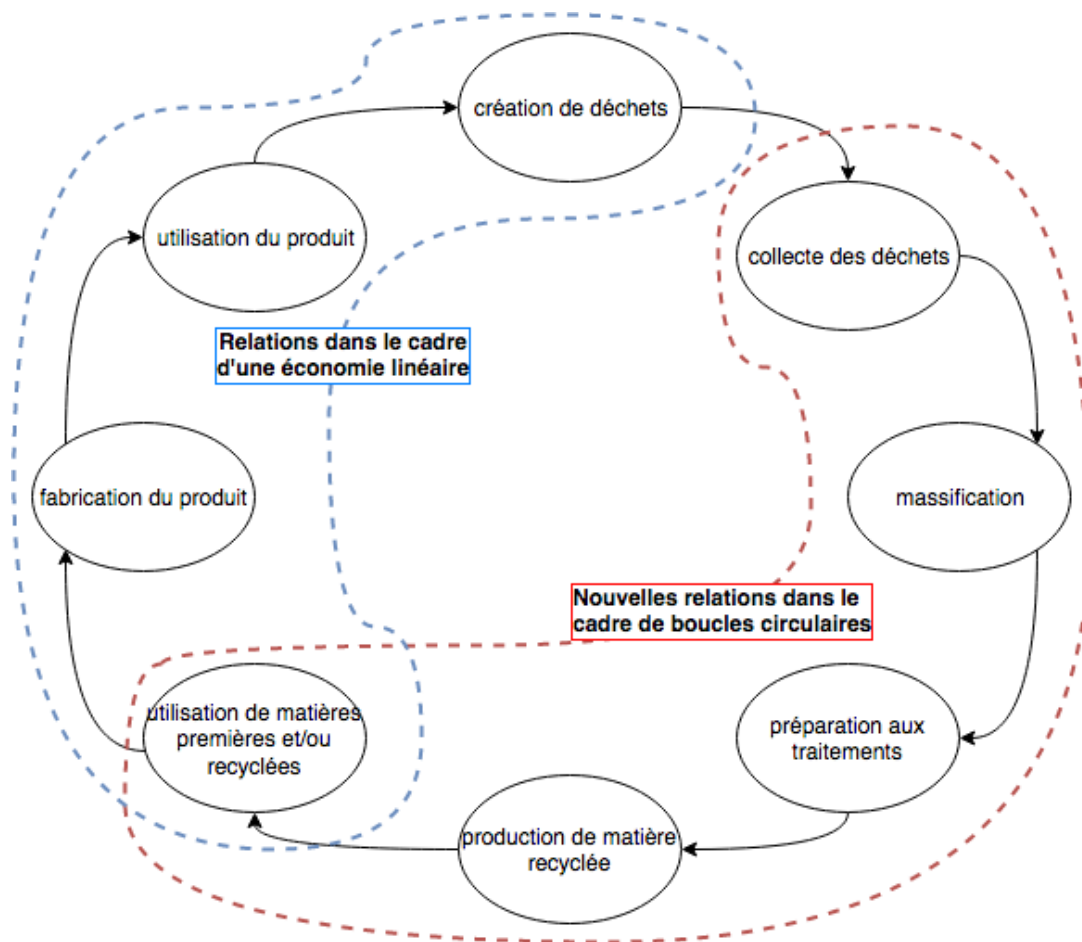 création de déchets
utilisation du produit
collecte des déchets
Relations dans le cadre
d'une économie linéaire
fabrication du produit
massification
Nouvelles relations dans le
cadre de boucles circulaires
utilisation de matières
premières et/ou
recyclées
préparation aux
traitements
production de matière
recyclée